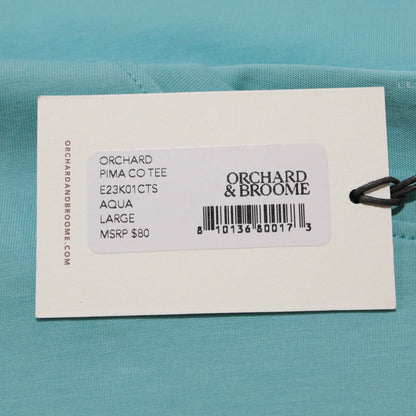 ORCHARD
PIMA CO TEE
E23K01CTS
AQUA
LARGE
MSRP $80
ORCHARD
& BROOME
8 10136 80017 3
ORCHARDANDBROOME.COM